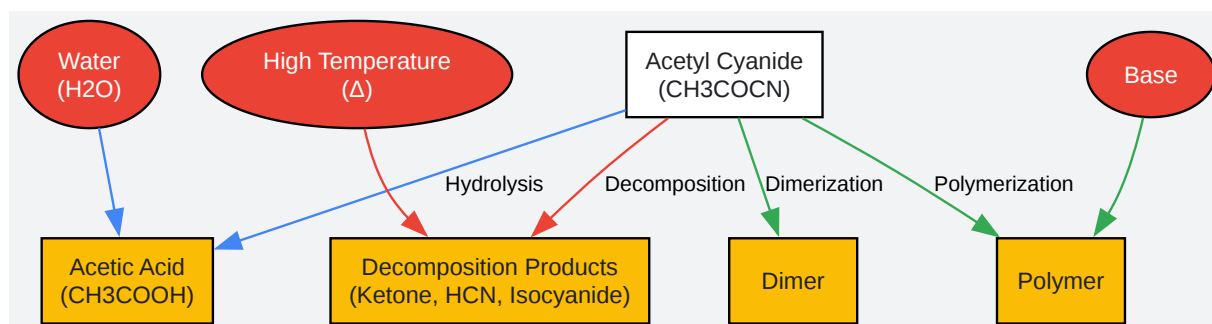 Water
(H2O)
High Temperature
(Δ)
Acetyl Cyanide
(CH3COCN)
Base
Hydrolysis
Decomposition
Dimerization
Polymerization
Acetic Acid
(CH3COOH)
Decomposition Products
(Ketone, HCN, Isocyanide)
Dimer
Polymer